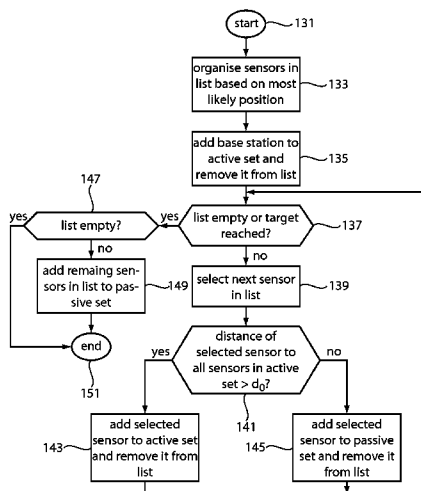 start
131
organise sensors in
list based on most
likely position
133
add base station to
active set and
remove it from list
135
147
yes
list empty?
yes
list empty or target
reached?
137
no
no
add remaing sen-
sors in list to pas-
sive set
149
select next sensor
in list
139
end
151
yes
distance of
selected sensor to
all sensors in active
set > d₀?
no
141
143
add selected
sensor to active set
and remove it from
list
145
add selected
sensor to passive
set and remove it
from list